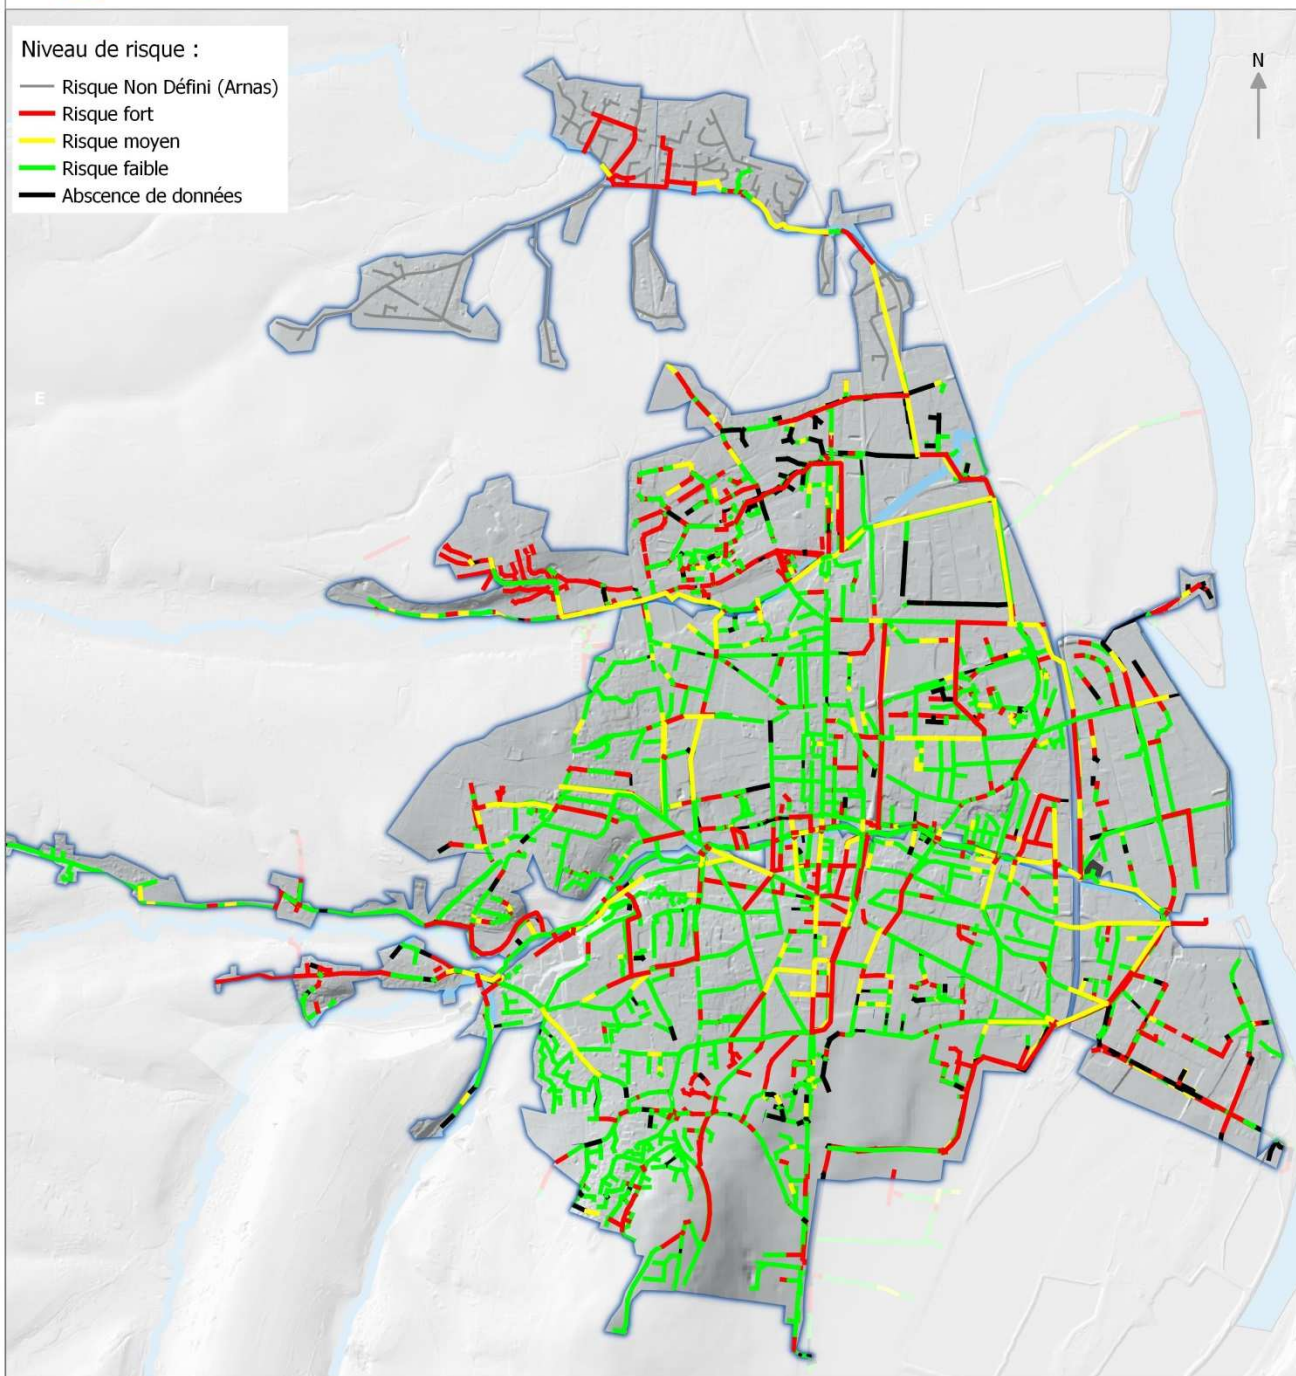 Niveau de risque :
Risque Non Défini (Arnas)
Risque fort
Risque moyen
Risque faible
Abscence de données
N
E
E